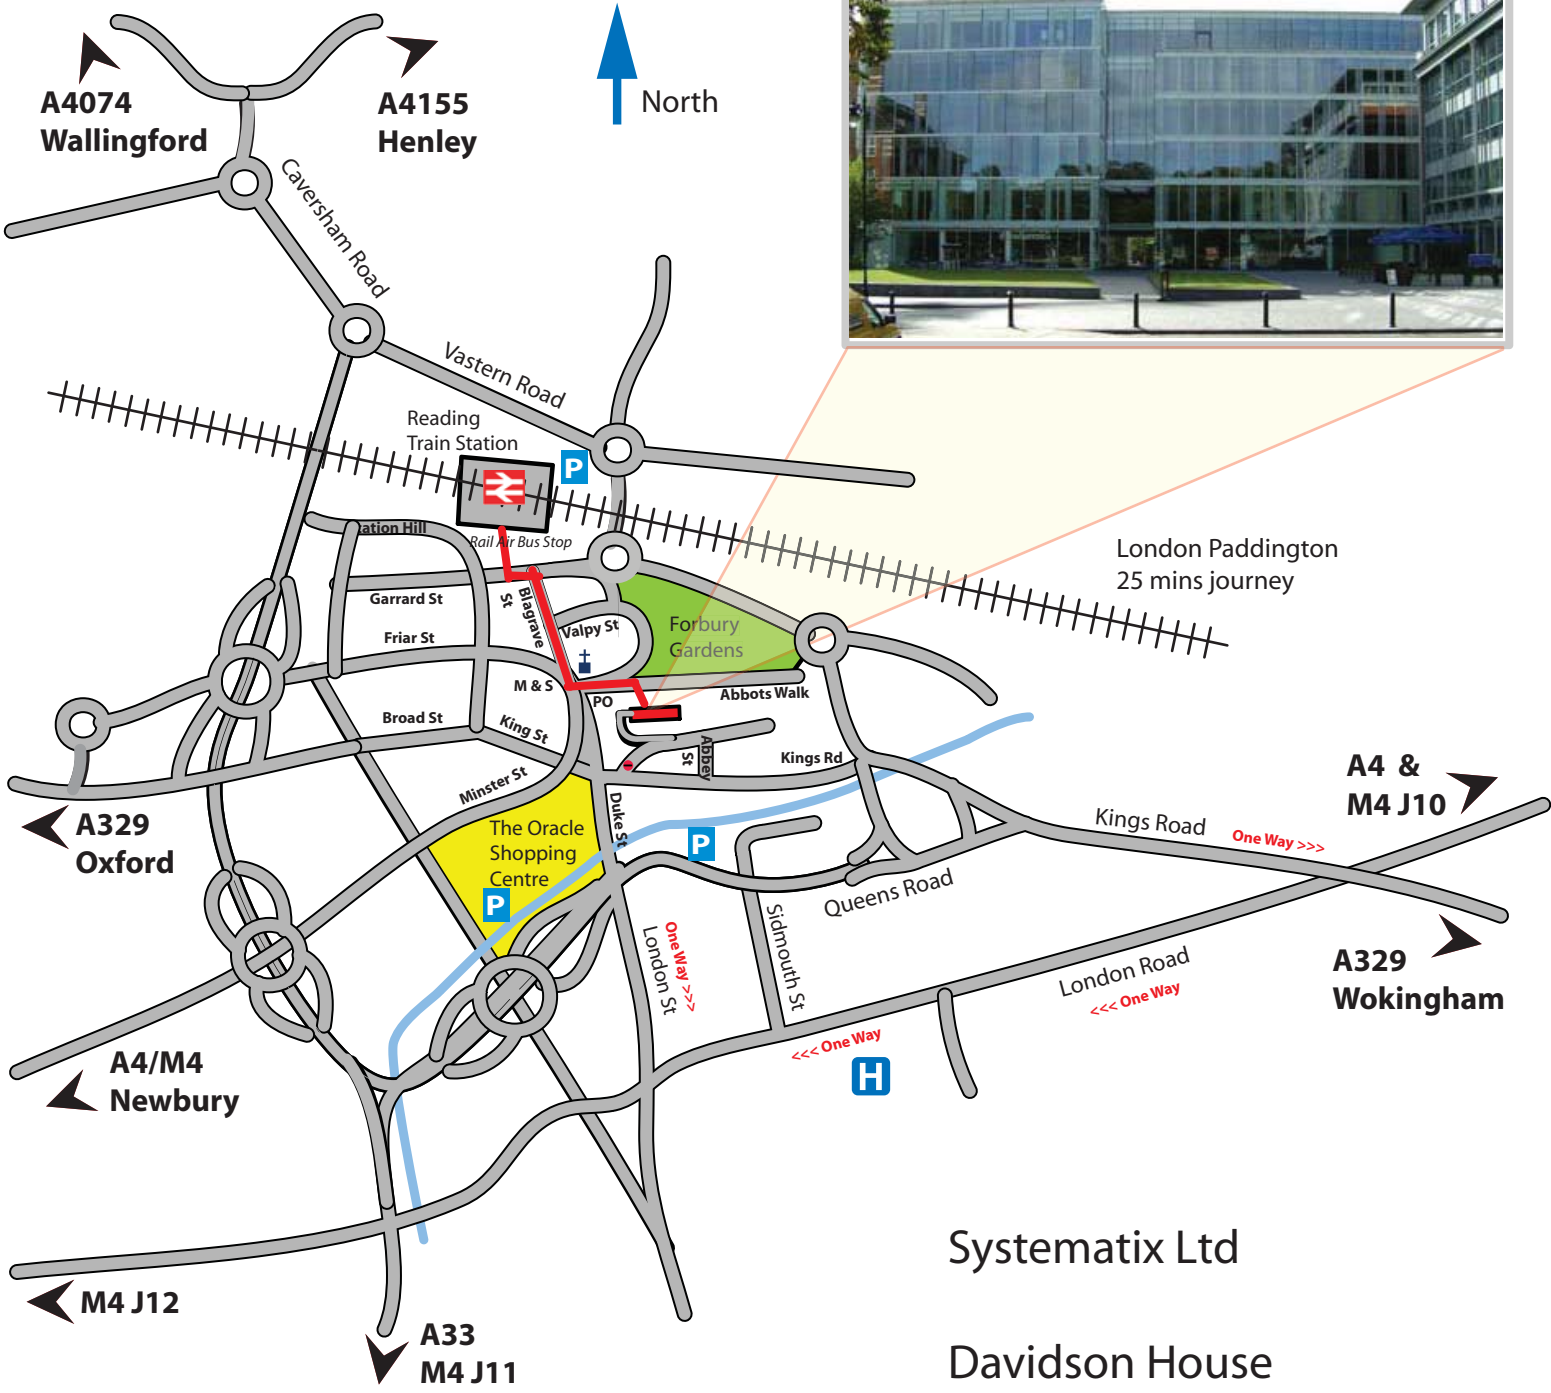 A4074
Wallingford
A4155
Henley
North
Caversham Road
Vastern Road
Reading
Train Station
P
London Paddington
25 mins journey
tation Hill
Rail Air Bus Stop
Garrard St
Blagrave
St
Valpy St
Forbury
Gardens
Friar St
M & S
PO
Abbots Walk
Broad St
King St
Abbey
St
Kings Rd
Minster St
A4 &
M4 J10
A329
Oxford
The Oracle
Shopping
Centre
P
Duke St
P
Kings Road
One Way >>>
Queens Road
Sidmouth St
London St
One Way >>>
London Road
<<< One Way
A329
Wokingham
<<< One Way
H
A4/M4
Newbury
M4 J12
A33
M4 J11
Systematix Ltd
Davidson House